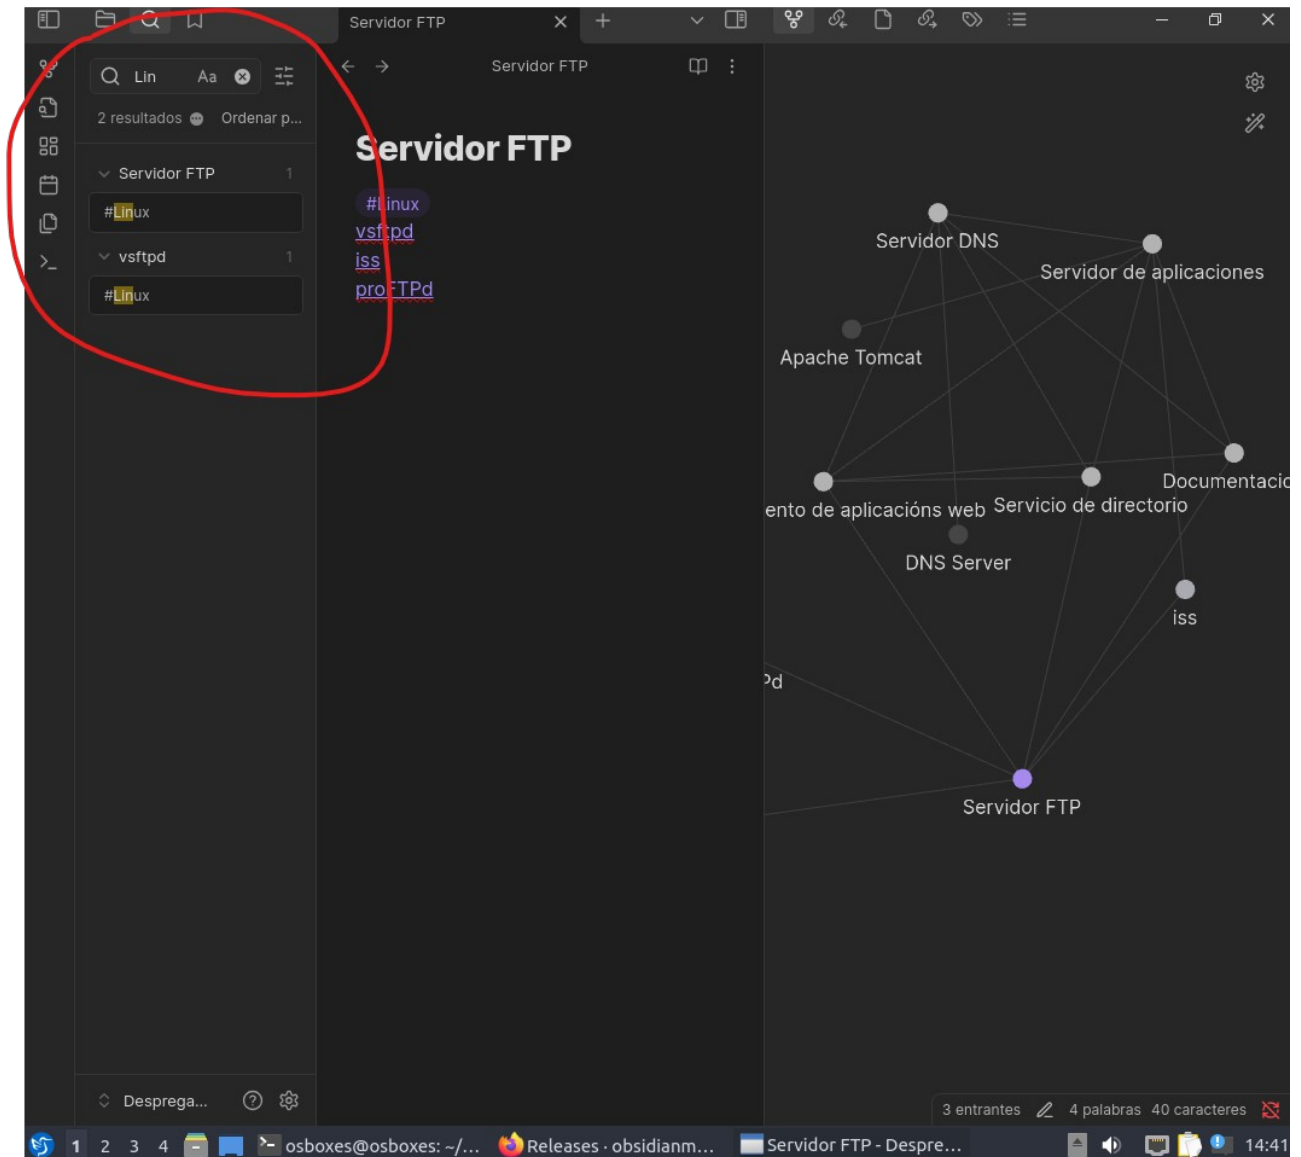 Servidor FTP
Lin Aa
Servidor FTP
2 resultados Ordenar p...
Servidor FTP 1
#Linux
vsftpd 1
#Linux
Servidor FTP
#Linux
vsftpd
iss
proFTPd
Servidor DNS
Servidor de aplicaciones
Apache Tomcat
Documentacio
ento de aplicacións web
Servicio de directorio
DNS Server
iss
Pd
Servidor FTP
Desprega...
3 entrantes 4 palabras 40 caracteres
1 2 3 4 osboxes@osboxes: ~/... Releases · obsidianm... Servidor FTP - Despre... 14:41